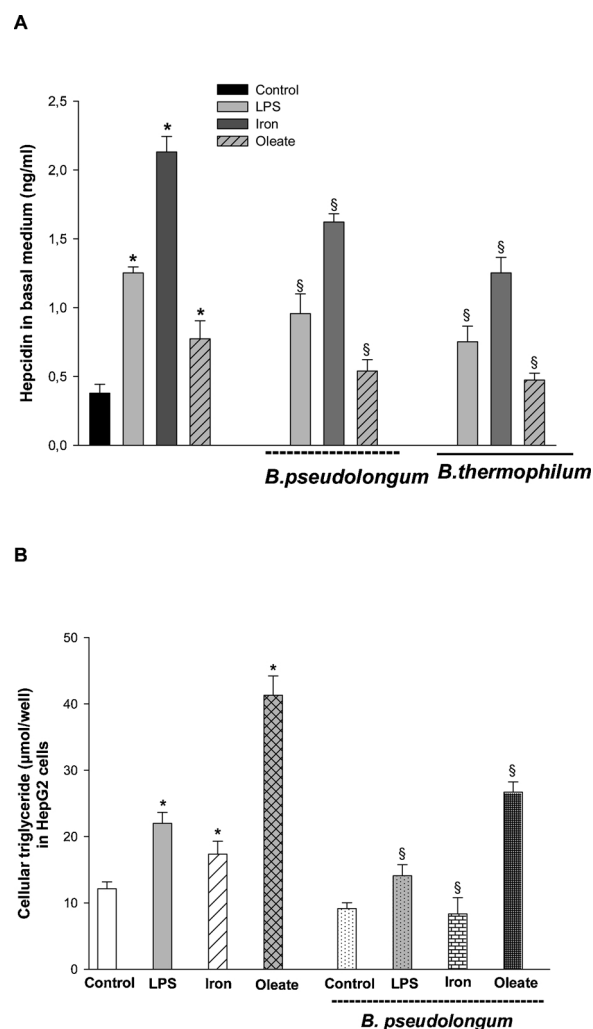 A
Control
LPS
Iron
Oleate
Hepcidin in basal medium (ng/ml)
2,5
2,0
1,5
1,0
0,5
0,0
*
*
*
§
§
§
§
§
§
B.pseudolongum
B.thermophilum
B
Cellular triglyceride (µmol/well)
in HepG2 cells
50
40
30
20
10
0
*
*
*
§
§
§
Control LPS Iron Oleate Control LPS Iron Oleate
B. pseudolongum